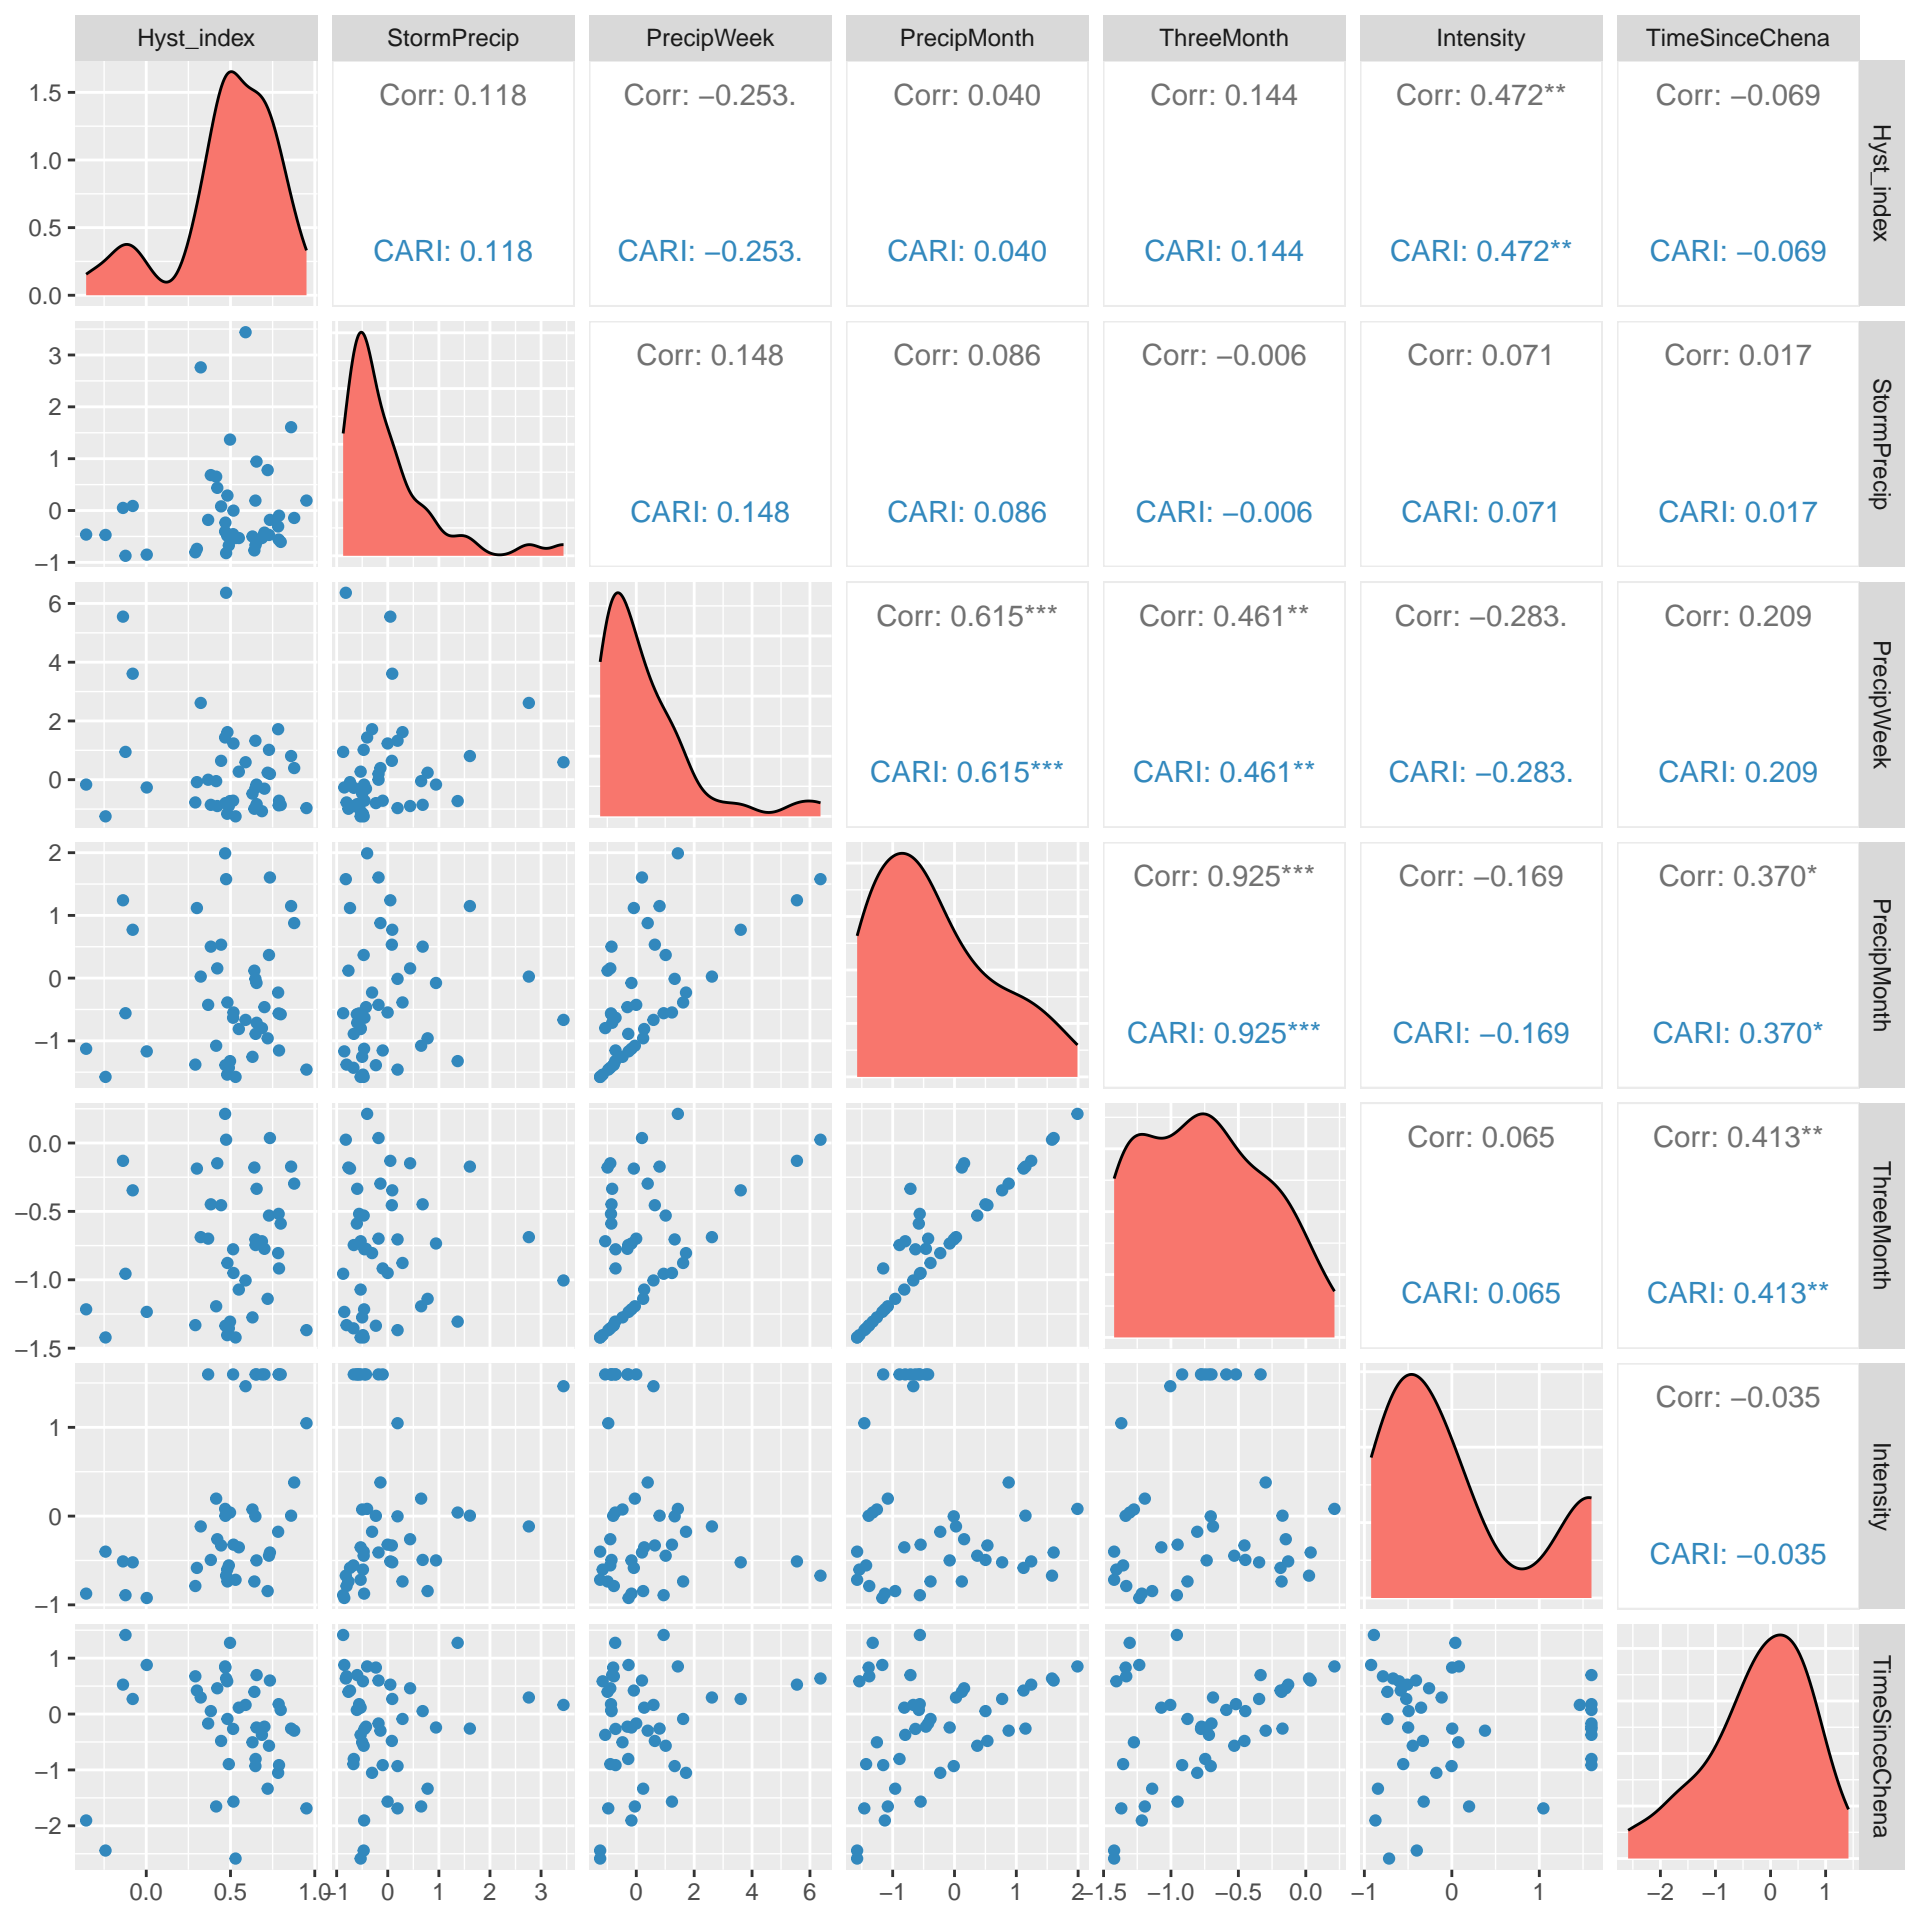 Hyst_index StormPrecip PrecipWeek PrecipMonth ThreeMonth Intensity TimeSinceChena
1.5
1.0
0.5
0.0
Corr: 0.118 Corr: −0.253. Corr: 0.040 Corr: 0.144 Corr: 0.472** Corr: −0.069
CARI: 0.118 CARI: −0.253. CARI: 0.040 CARI: 0.144 CARI: 0.472** CARI: −0.069
Hyst_index
3
2
1
0
−1
Corr: 0.148 Corr: 0.086 Corr: −0.006 Corr: 0.071 Corr: 0.017
CARI: 0.148 CARI: 0.086 CARI: −0.006 CARI: 0.071 CARI: 0.017
StormPrecip
6
4
2
0
Corr: 0.615*** Corr: 0.461** Corr: −0.283. Corr: 0.209
CARI: 0.615*** CARI: 0.461** CARI: −0.283. CARI: 0.209
PrecipWeek
2
1
0
−1
Corr: 0.925*** Corr: −0.169 Corr: 0.370*
CARI: 0.925*** CARI: −0.169 CARI: 0.370*
PrecipMonth
0.0
−0.5
−1.0
−1.5
Corr: 0.065 Corr: 0.413**
CARI: 0.065 CARI: 0.413**
ThreeMonth
1
0
−1
Corr: −0.035
CARI: −0.035
Intensity
1
0
−1
−2
TimeSinceChena
0.0 0.5 1.0 −1 0 1 2 3 0 2 4 6 −1 0 1 2 −1.5 −1.0 −0.5 0.0 −1 0 1 −2 −1 0 1